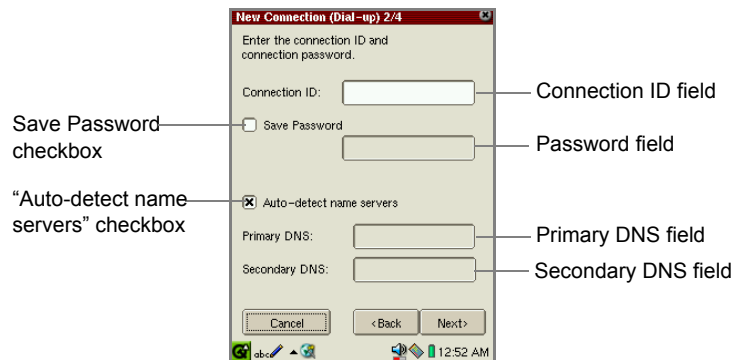 New Connection (Dial-up) 2/4
Enter the connection ID and
connection password.
Connection ID:
Connection ID field
Save Password
checkbox
Save Password
Password field
"Auto-detect name
servers" checkbox
Auto-detect name servers
Primary DNS:
Primary DNS field
Secondary DNS:
Secondary DNS field
Cancel
<Back
Next>
abc
12:52 AM